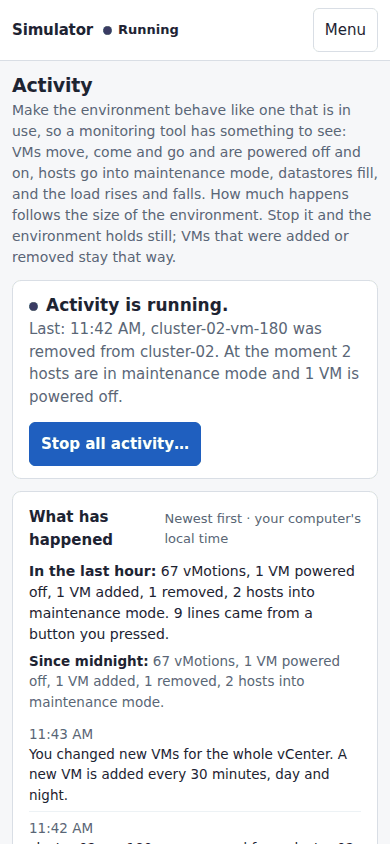 Simulator Running Menu
Activity
Make the environment behave like one that is in
use, so a monitoring tool has something to see:
VMs move, come and go and are powered off and
on, hosts go into maintenance mode, datastores fill,
and the load rises and falls. How much happens
follows the size of the environment. Stop it and the
environment holds still; VMs that were added or
removed stay that way.
Activity is running.
Last: 11:42 AM, cluster-02-vm-180 was
removed from cluster-02. At the moment 2
hosts are in maintenance mode and 1 VM is
powered off.
Stop all activity…
What has
happened
Newest first · your computer's
local time
In the last hour: 67 vMotions, 1 VM powered
off, 1 VM added, 1 removed, 2 hosts into
maintenance mode. 9 lines came from a
button you pressed.
Since midnight: 67 vMotions, 1 VM powered
off, 1 VM added, 1 removed, 2 hosts into
maintenance mode.
11:43 AM
You changed new VMs for the whole vCenter. A
new VM is added every 30 minutes, day and
night.
11:42 AM